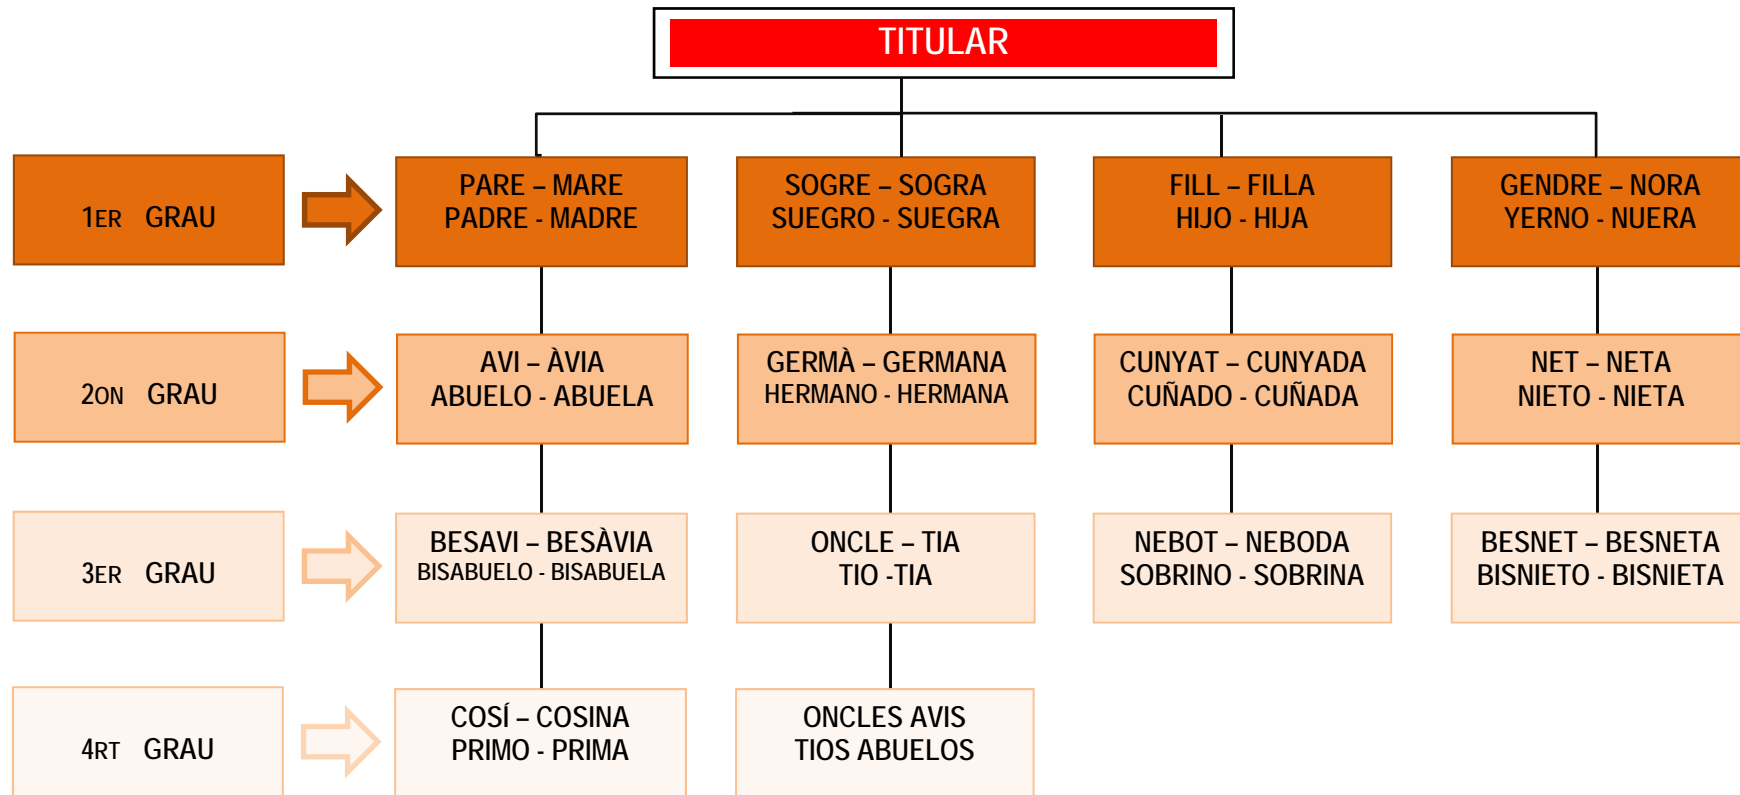 TITULAR
1ER GRAU
PARE – MARE
PADRE - MADRE
SOGRE – SOGRA
SUEGRO - SUEGRA
FILL – FILLA
HIJO - HIJA
GENDRE – NORA
YERNO - NUERA
2ON GRAU
AVI – ÀVIA
ABUELO - ABUELA
GERMÀ – GERMANA
HERMANO - HERMANA
CUNYAT – CUNYADA
CUÑADO - CUÑADA
NET – NETA
NIETO - NIETA
3ER GRAU
BESAVI – BESÀVIA
BISABUELO - BISABUELA
ONCLE – TIA
TIO -TIA
NEBOT – NEBODA
SOBRINO - SOBRINA
BESNET – BESNETA
BISNIETO - BISNIETA
4RT GRAU
COSÍ – COSINA
PRIMO - PRIMA
ONCLES AVIS
TIOS ABUELOS